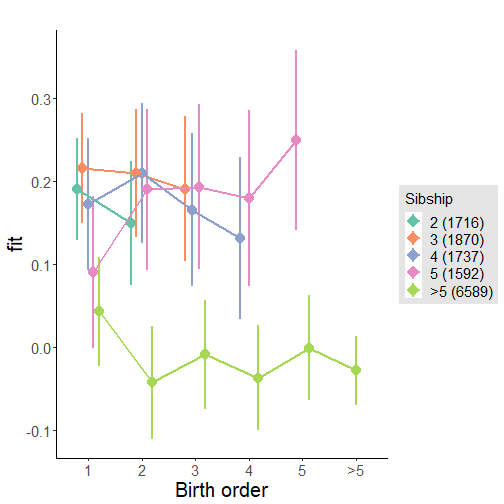 0.3
0.2
0.1
0.0
-0.1
fit
1 2 3 4 5 >5
Birth order
Sibship
2 (1716)
3 (1870)
4 (1737)
5 (1592)
>5 (6589)